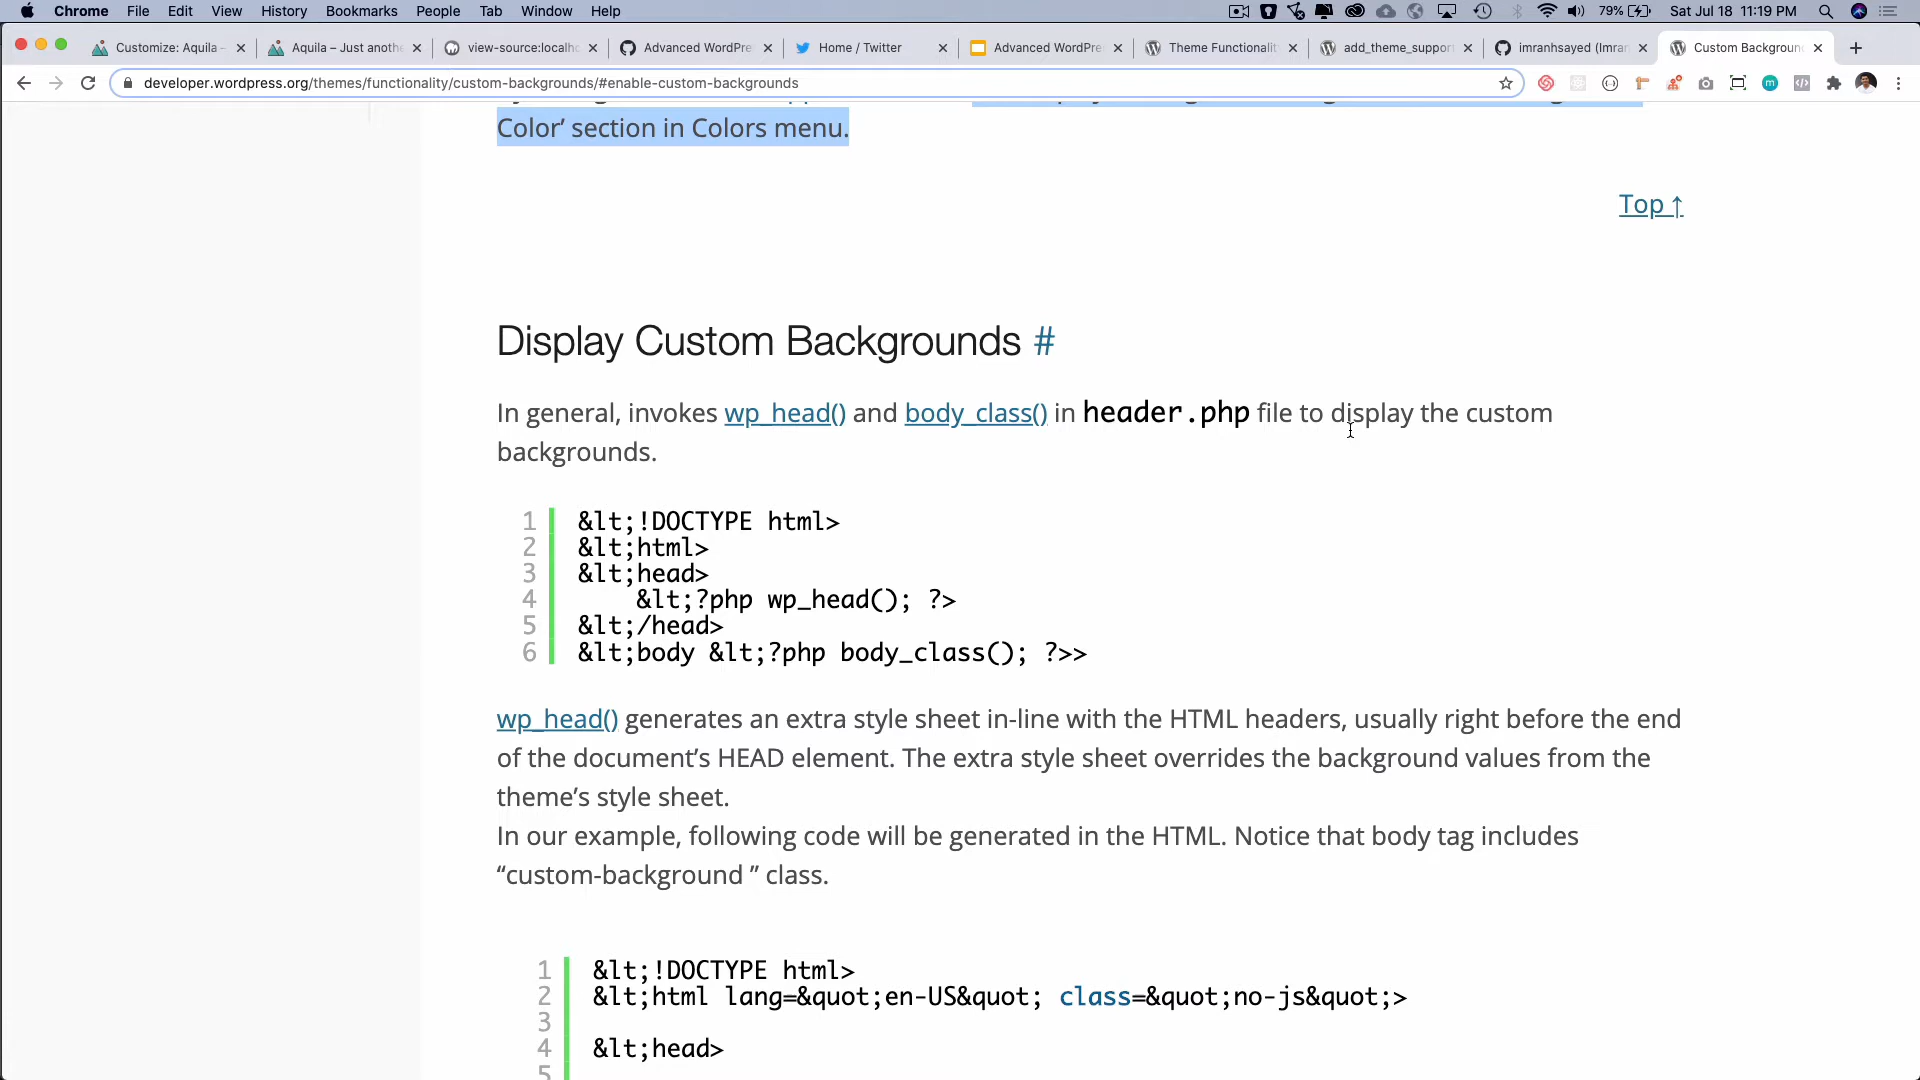 Chrome File Edit View History Bookmarks People Tab Window Help 79% Sat Jul 18 11:19 PM
Customize: Aquila – Aquila – Just anoth view-source:localh Advanced WordPre Home / Twitter Advanced WordPre Theme Functionalit add_theme_support imranhsayed (Imran Custom Backgroun
developer.wordpress.org/themes/functionality/custom-backgrounds/#enable-custom-backgrounds
Color’ section in Colors menu.
Top ↑
Display Custom Backgrounds #
In general, invokes wp_head() and body_class() in header.php file to display the custom
backgrounds.
1 &lt;!DOCTYPE html>
2 &lt;html>
3 &lt;head>
4 &lt;?php wp_head(); ?>
5 &lt;/head>
6 &lt;body &lt;?php body_class(); ?>>
wp_head() generates an extra style sheet in-line with the HTML headers, usually right before the end
of the document’s HEAD element. The extra style sheet overrides the background values from the
theme’s style sheet.
In our example, following code will be generated in the HTML. Notice that body tag includes
“custom-background ” class.
1 &lt;!DOCTYPE html>
2 &lt;html lang=&quot;en-US&quot; class=&quot;no-js&quot;>
3
4 &lt;head>
5